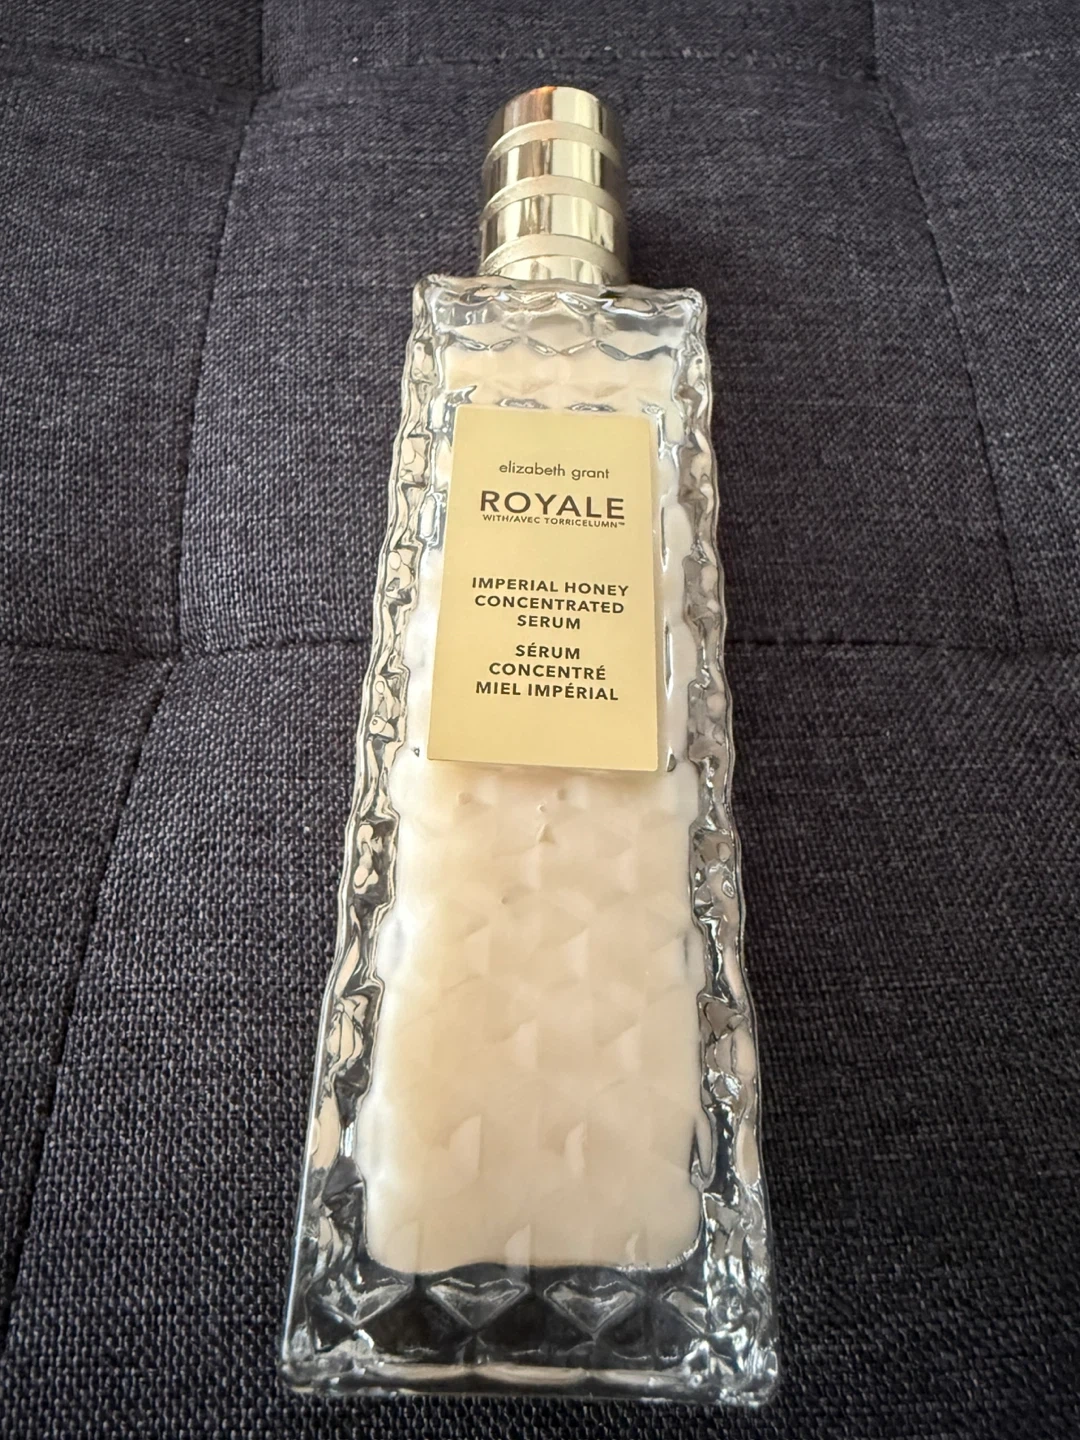 elizabeth grant
ROYALE
WITH/AVEC TORRICELUMN™
IMPERIAL HONEY
CONCENTRATED
SERUM
SÉRUM
CONCENTRÉ
MIEL IMPÉRIAL